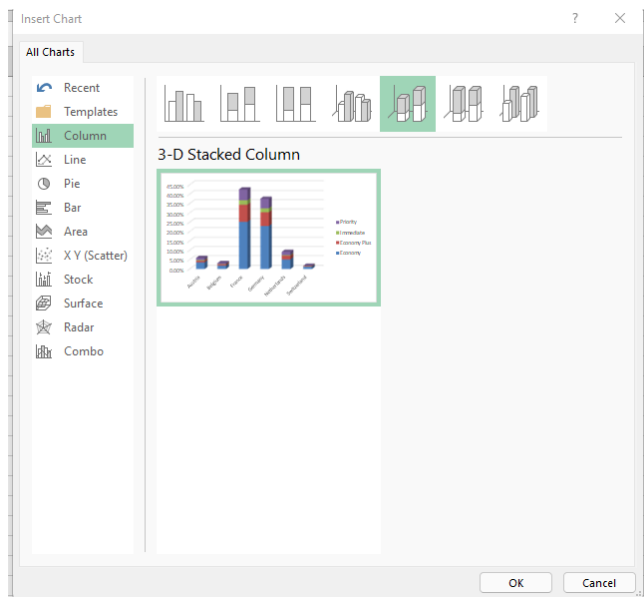 Insert Chart
?
All Charts
Recent
Templates
Column
Line
Pie
Bar
Area
X Y (Scatter)
Stock
Surface
Radar
Combo
3-D Stacked Column
45.00%
40.00%
35.00%
30.00%
25.00%
20.00%
15.00%
10.00%
5.00%
0.00%
Austria
Belgium
France
Germany
Netherlands
Switzerland
Priority
Immediate
Economy Plus
Economy
OK
Cancel